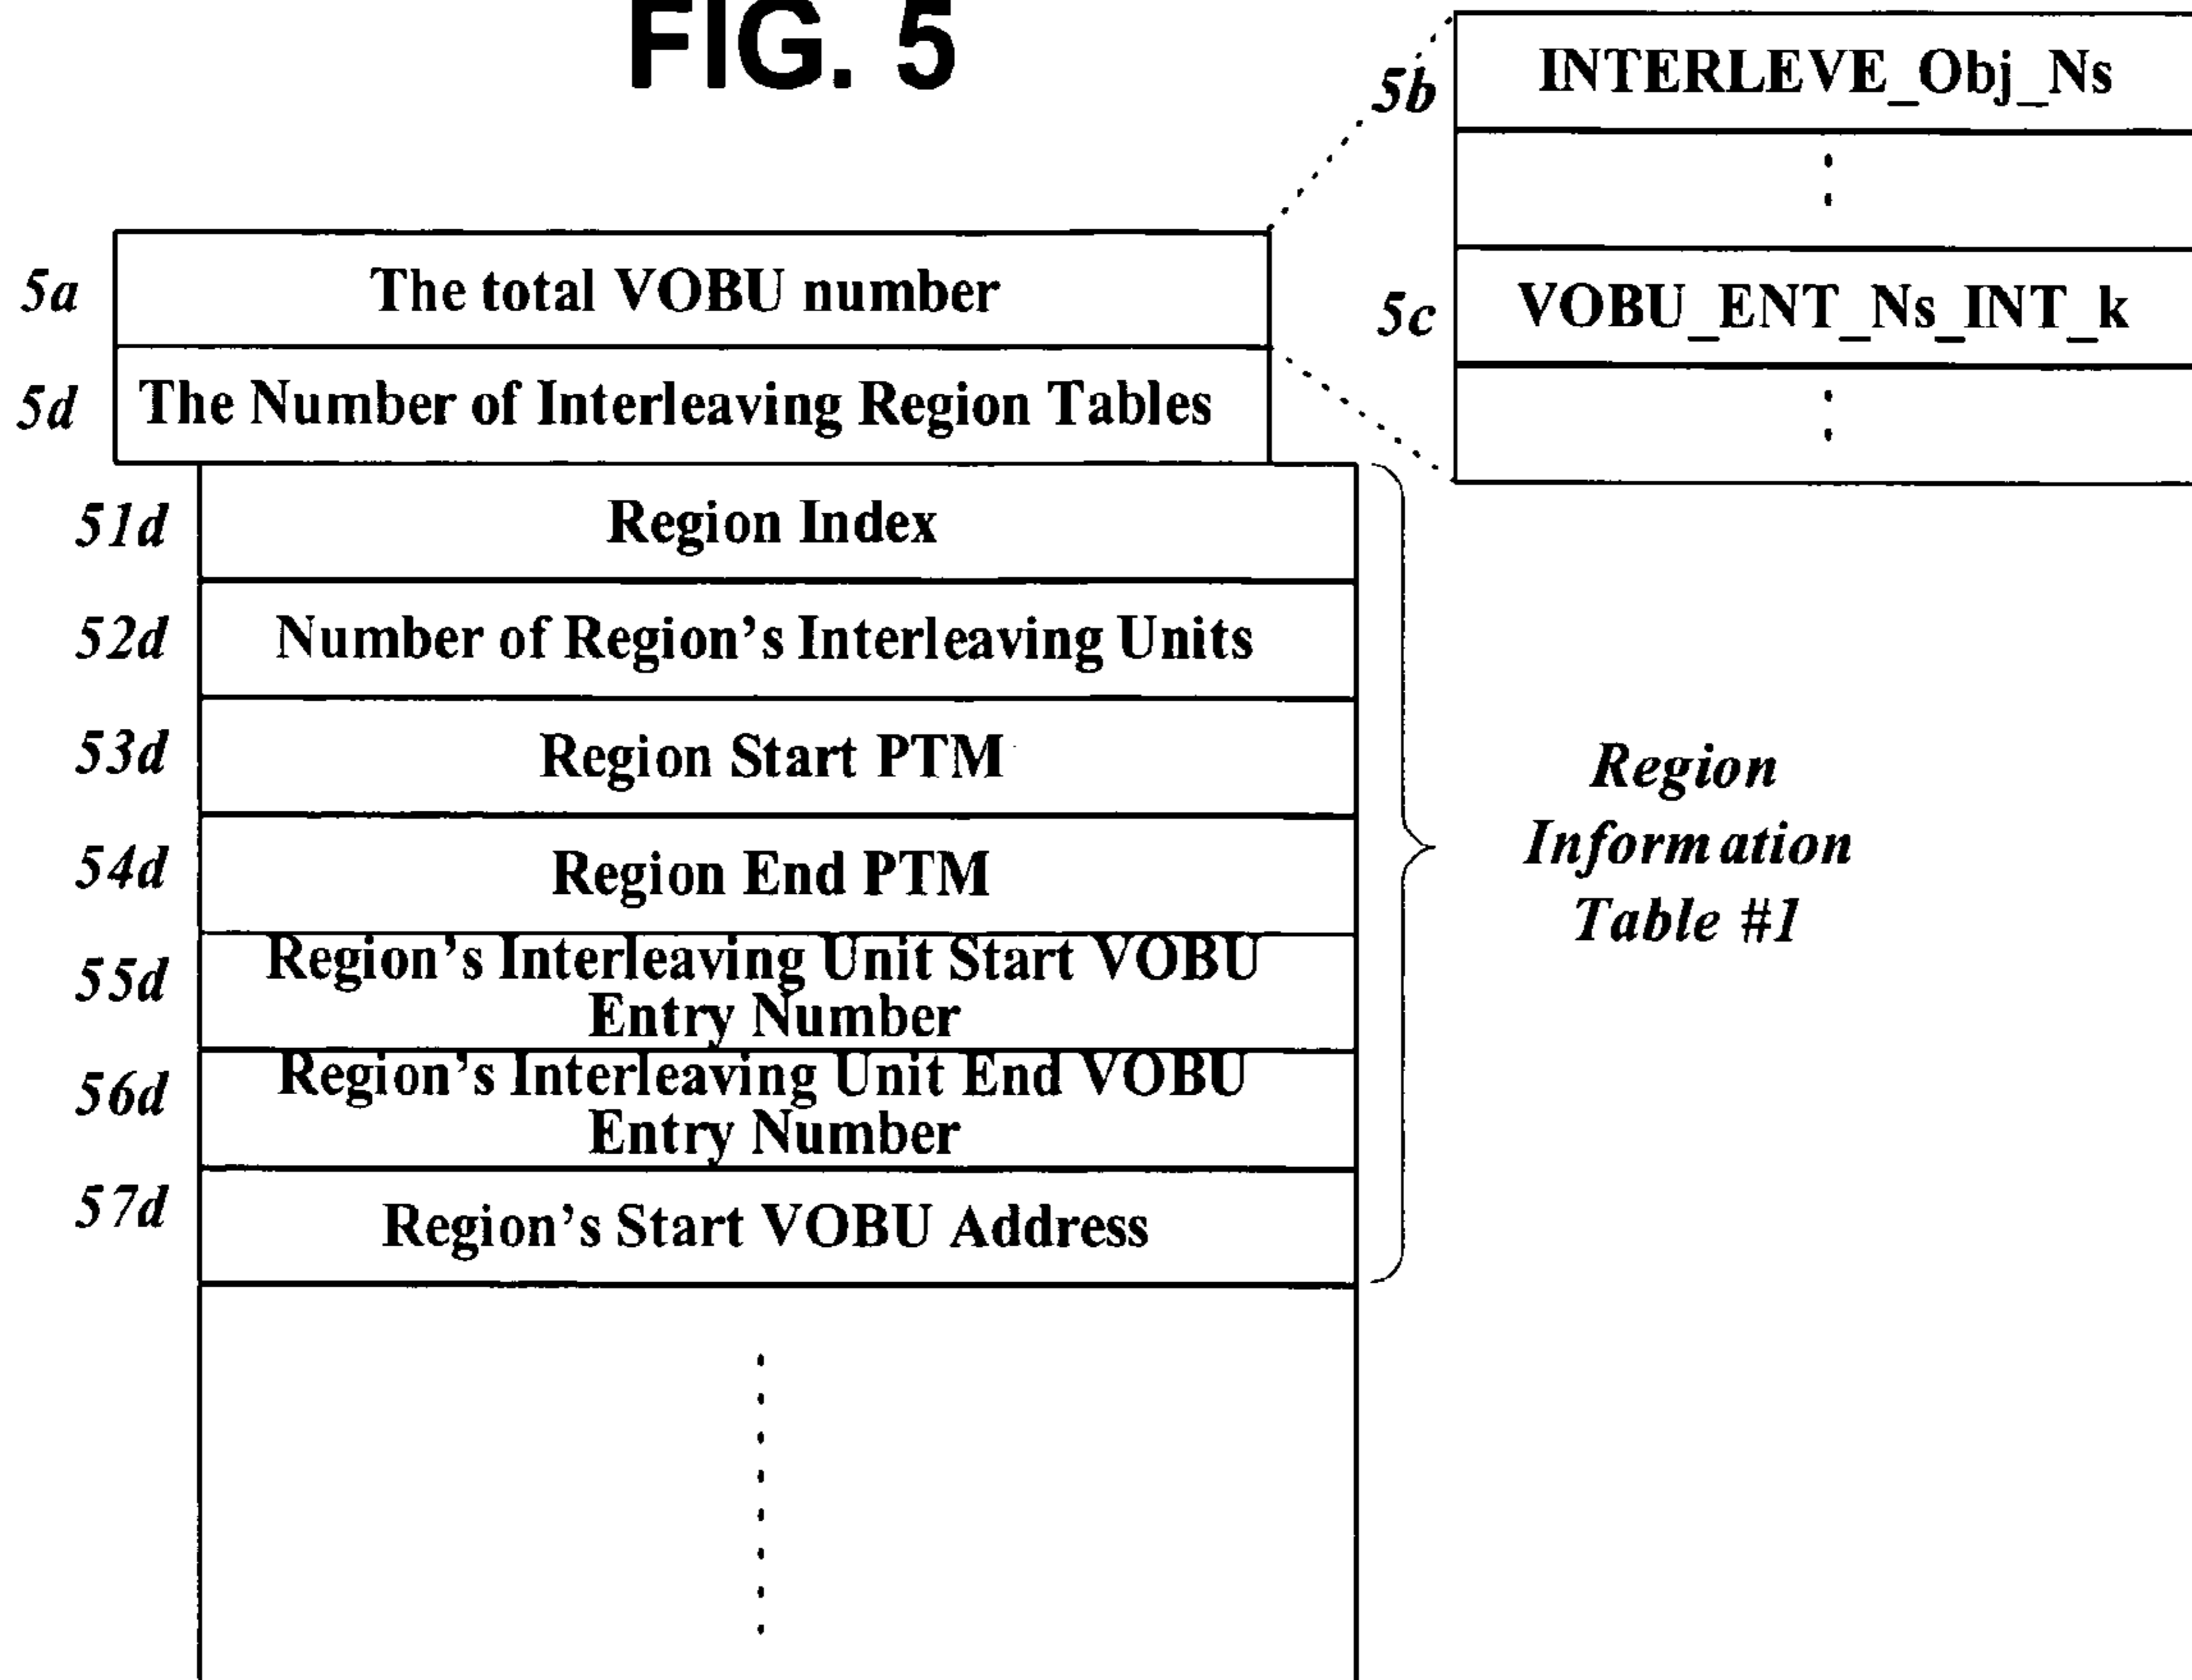 FIG. 5
5b
INTERLEVE_Obj_Ns
5c
VOBU_ENT_Ns_INT_k
5a
The total VOBU number
5d
The Number of Interleaving Region Tables
51d
Region Index
52d
Number of Region's Interleaving Units
53d
Region Start PTM
54d
Region End PTM
55d
Region's Interleaving Unit Start VOBU
Entry Number
56d
Region's Interleaving Unit End VOBU
Entry Number
57d
Region's Start VOBU Address
Region
Information
Table #1